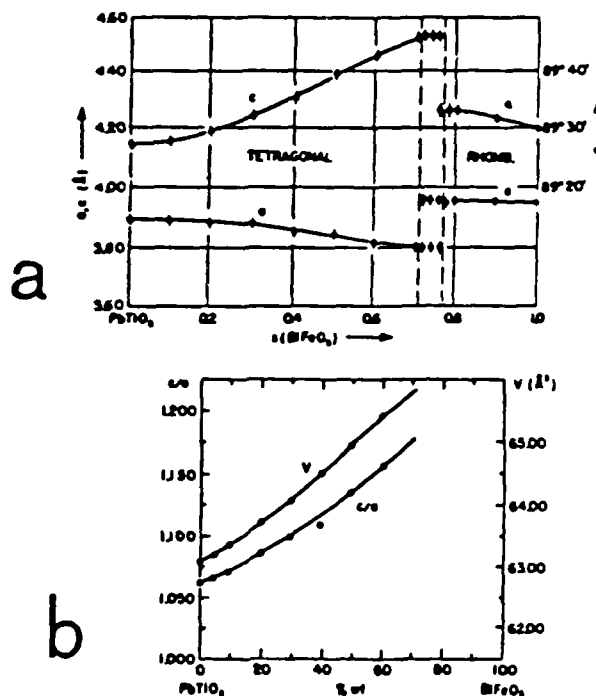 a
4.60
4.40
4.20
4.00
3.80
3.60
a,c (Å)
c
a
TETRAGONAL
RHOMB.
89° 40'
89° 30'
89° 20'
PbTiO₃
0.2
0.4
0.6
0.8
1.0
x (BiFeO₃)
b
c/a
V (Å³)
1.200
1,150
1,100
1.050
1.000
V
c/a
65.00
64.00
63.00
62.00
0
20
40
60
80
100
PbTiO₃
BiFeO₃